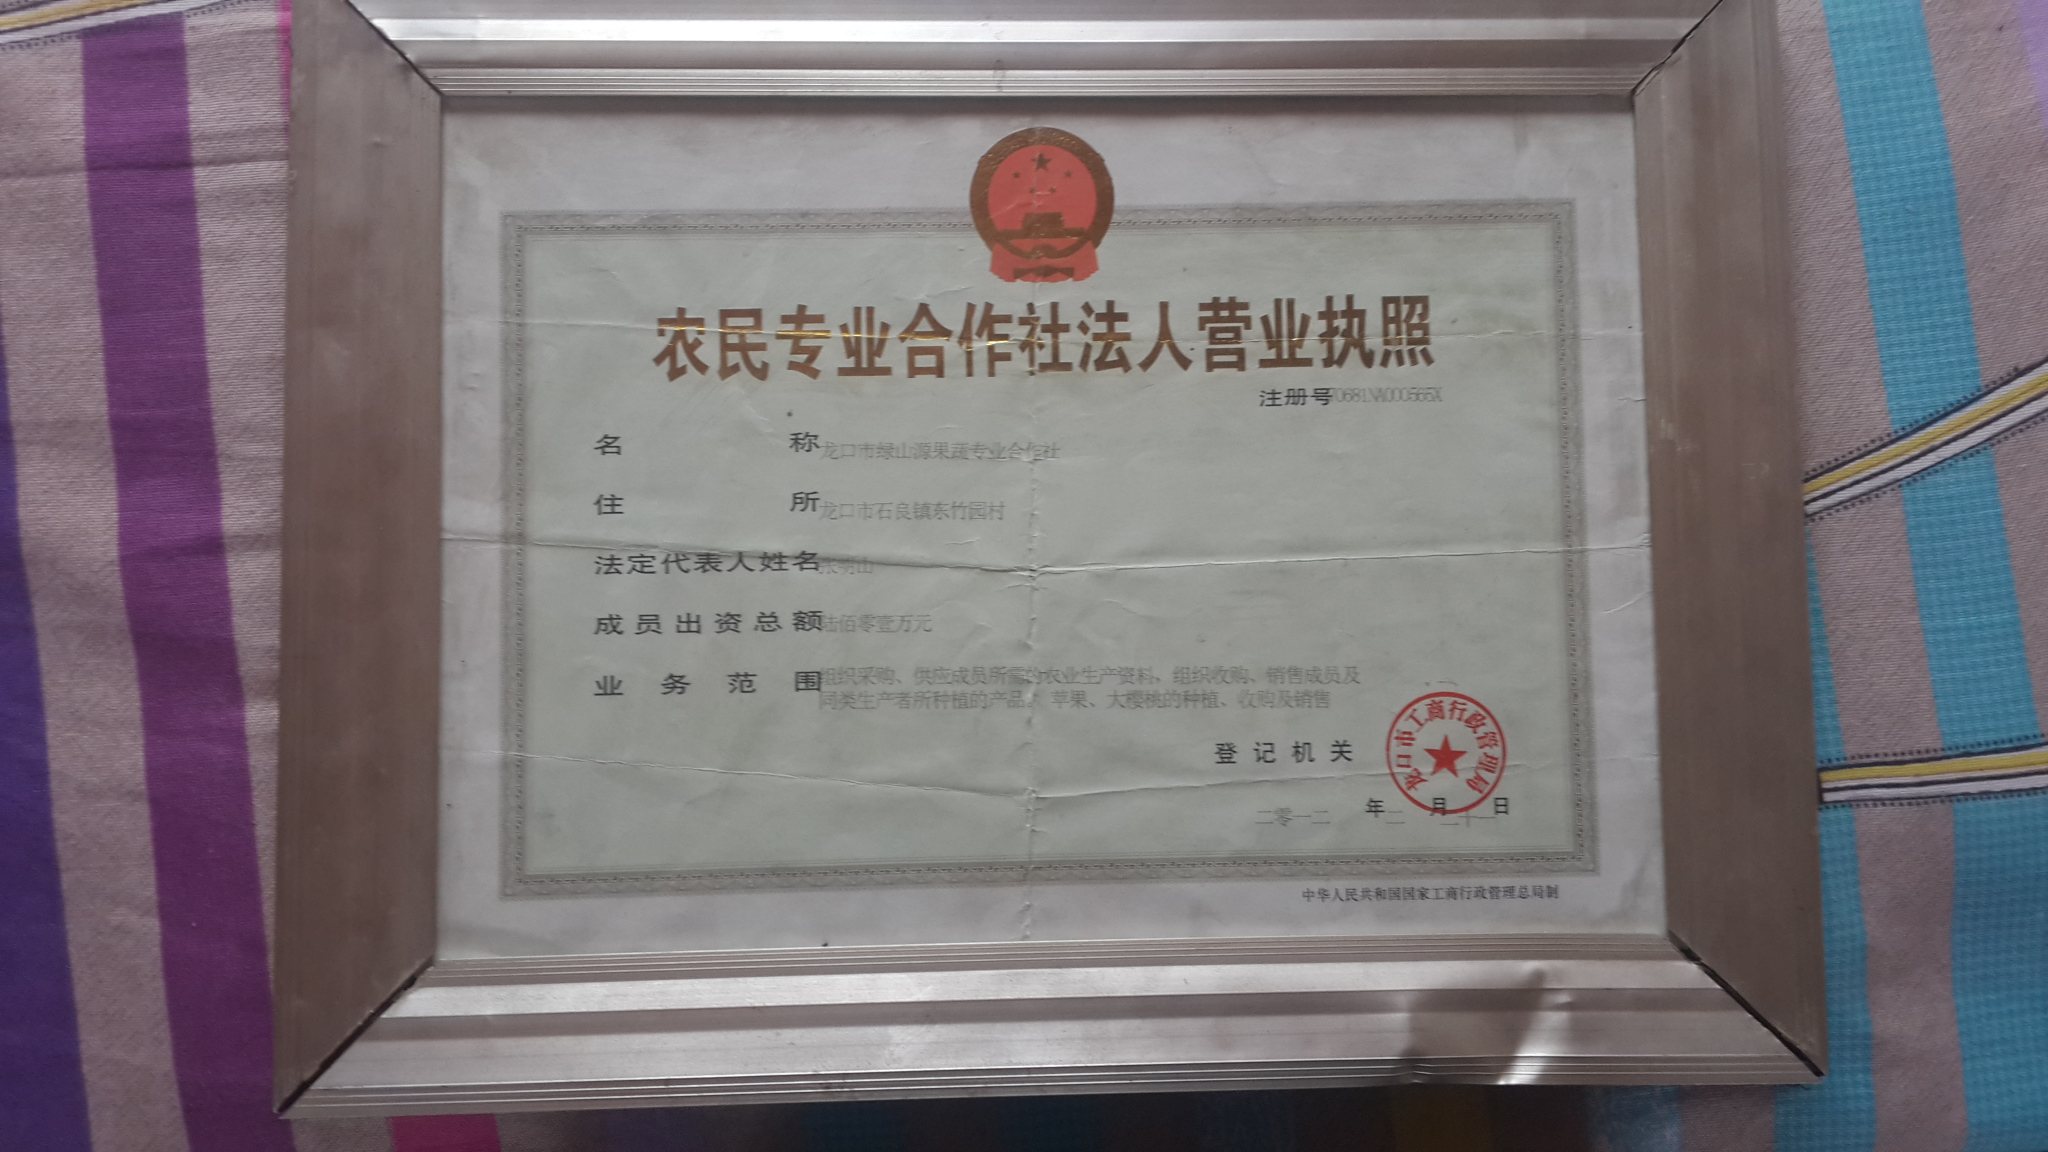 农民专业合作社法人营业执照
注册号 70681NA000565X
名称 龙口市绿山源果蔬专业合作社
住所 龙口市石良镇东竹园村
法定代表人姓名 张明山
成员出资总额 陆佰零壹万元
业务范围 组织采购、供应成员所需的农业生产资料，组织收购、销售成员及
同类生产者所种植的产品。 苹果、大樱桃的种植、收购及销售
登记机关
龙口市工商行政管理局
二零一二年二月二十一日
中华人民共和国国家工商行政管理总局制